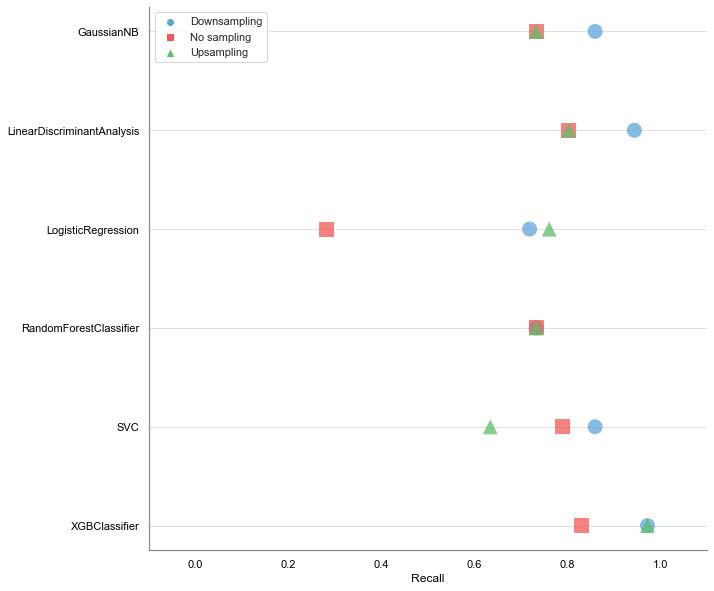 Downsampling
No sampling
Upsampling
GaussianNB
LinearDiscriminantAnalysis
LogisticRegression
RandomForestClassifier
SVC
XGBClassifier
0.0 0.2 0.4 0.6 0.8 1.0
Recall